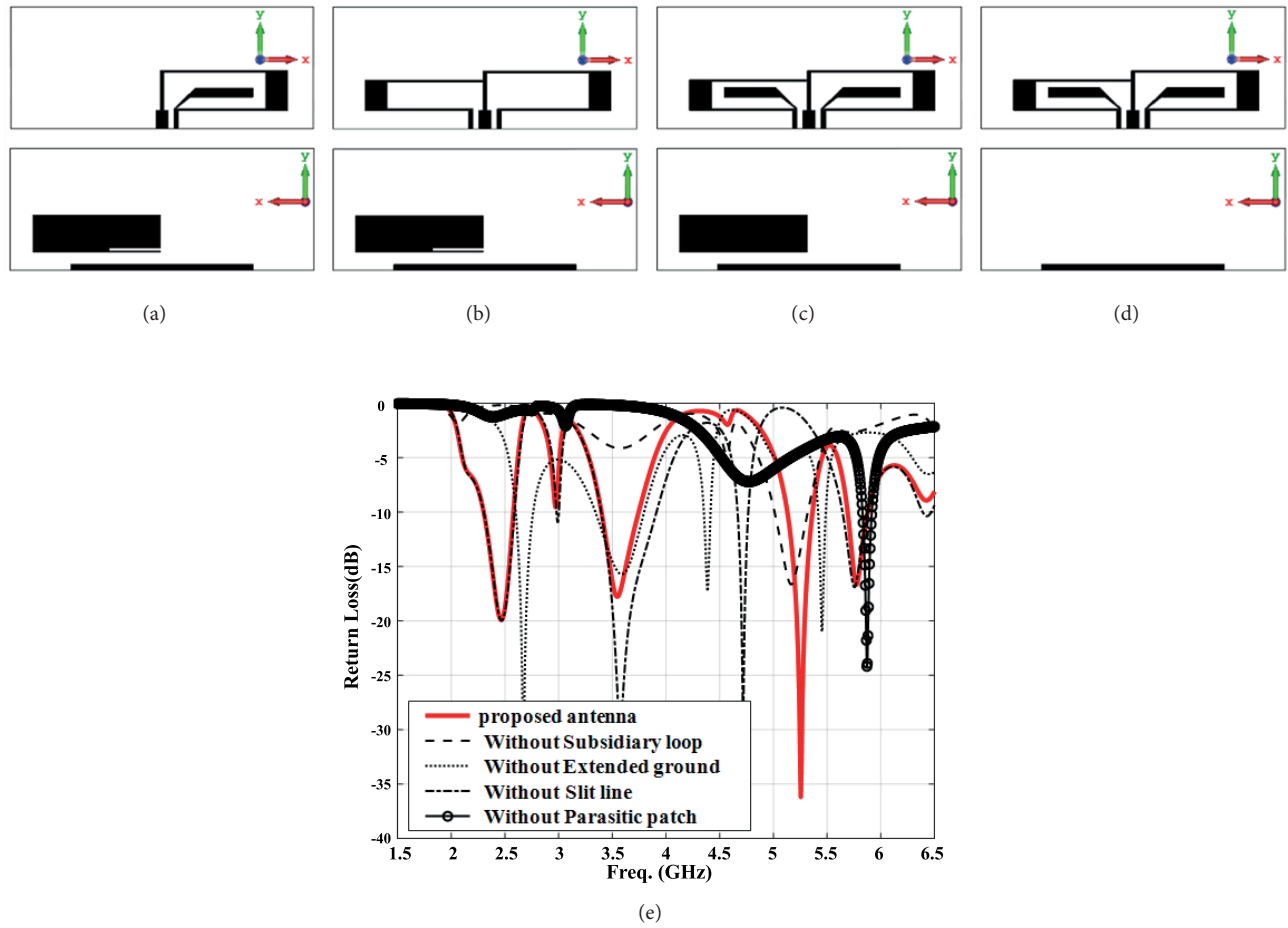 y
x
y
x
y
x
y
x
y
x
y
x
y
x
y
x
(a)
(b)
(c)
(d)
0
-5
-10
-15
-20
-25
-30
-35
-40
Return Loss(dB)
proposed antenna
Without Subsidiary loop
Without Extended ground
Without Slit line
Without Parasitic patch
1.5 2 2.5 3 3.5 4 4.5 5 5.5 6 6.5
Freq. (GHz)
(e)